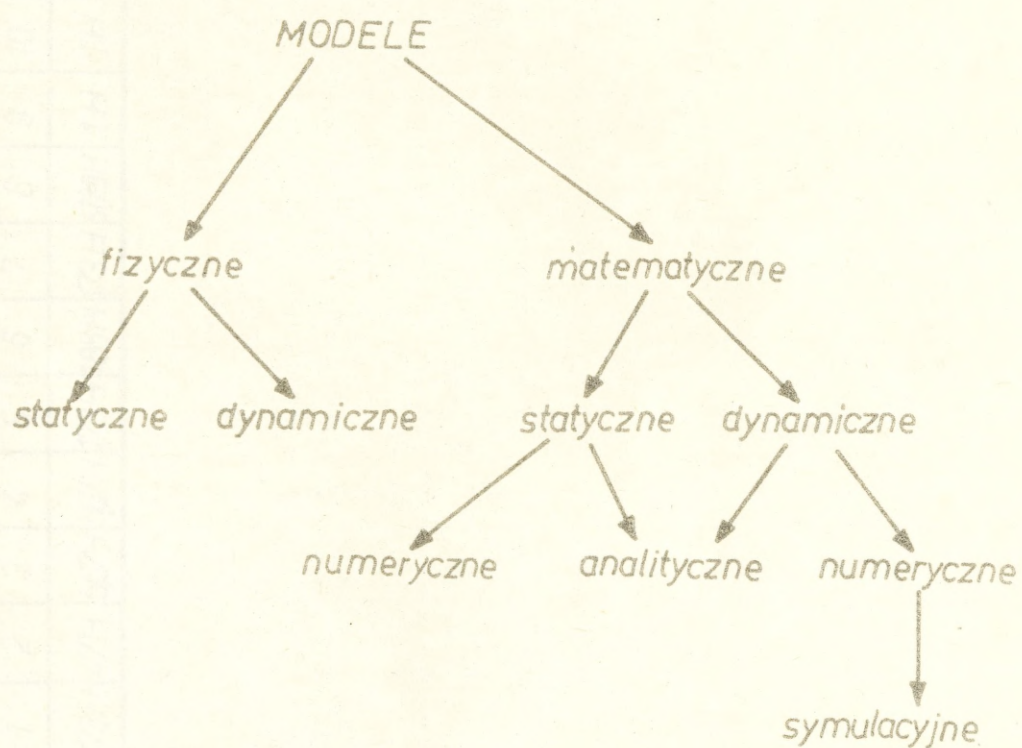 MODELE
fizyczne matematyczne
statyczne dynamiczne statyczne dynamiczne
numeryczne analityczne numeryczne
symulacyjne